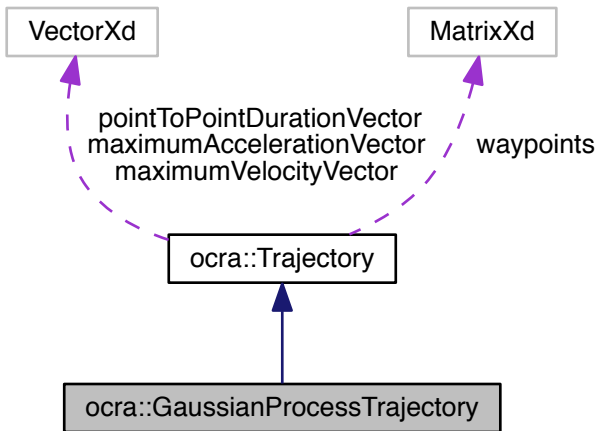 VectorXd
MatrixXd
pointToPointDurationVector
maximumAccelerationVector
maximumVelocityVector
waypoints
ocra::Trajectory
ocra::GaussianProcessTrajectory